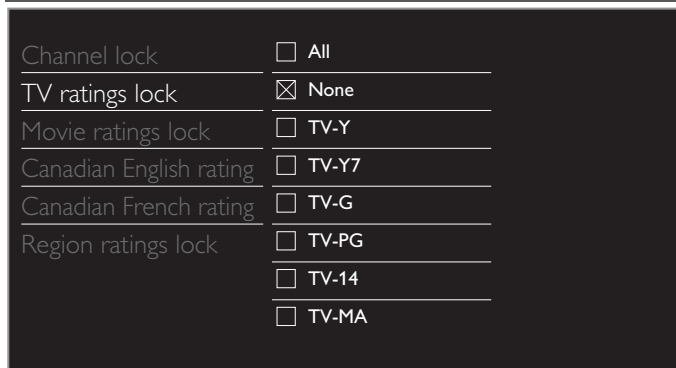 Channel lock
TV ratings lock
Movie ratings lock
Canadian English rating
Canadian French rating
Region ratings lock
All
None
TV-Y
TV-Y7
TV-G
TV-PG
TV-14
TV-MA